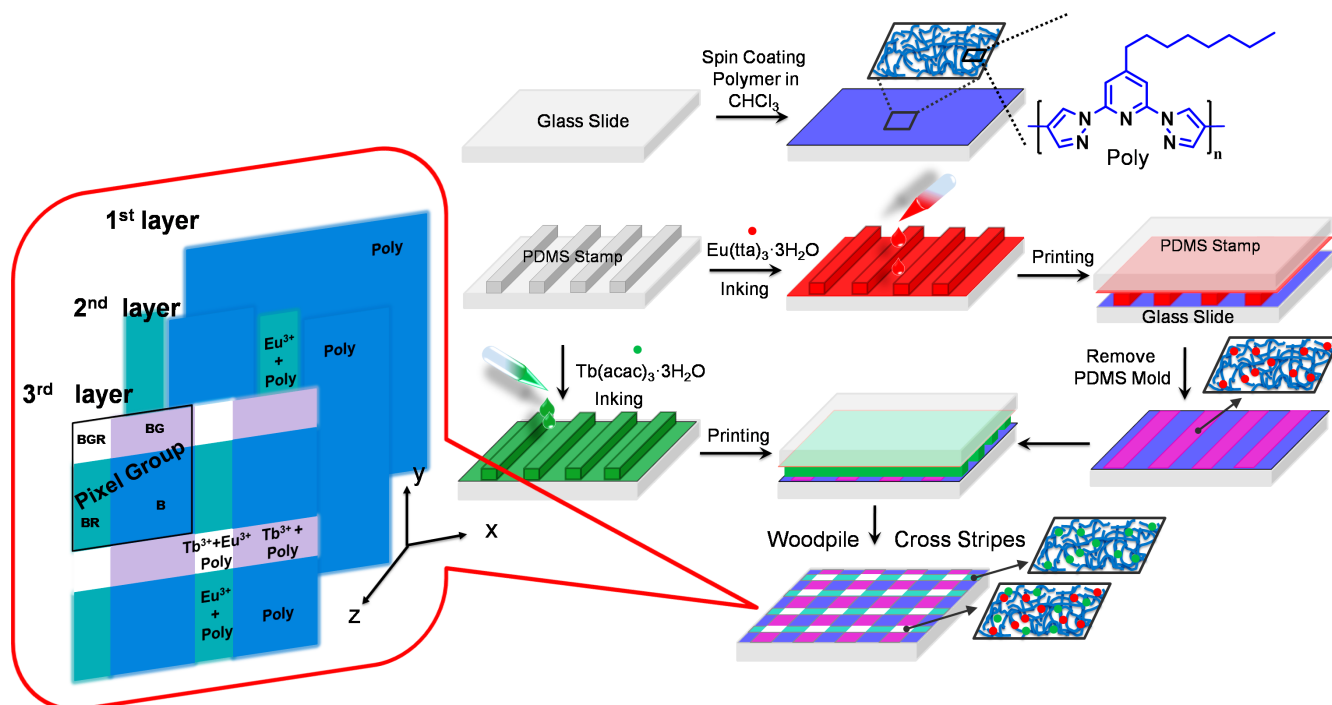 Spin Coating
Polymer in
CHCl₃
Glass Slide
N
N
N
N
N
n
Poly
1ˢᵗ layer
Poly
2ⁿᵈ layer
Eu³⁺
+
Poly
Poly
3ʳᵈ layer
BGR
BG
Pixel Group
BR
B
Tb³⁺+Eu³⁺
Poly
Tb³⁺+
Poly
Eu³⁺
+
Poly
Poly
y
x
z
PDMS Stamp
Eu(tta)₃·3H₂O
Inking
Printing
PDMS Stamp
Glass Slide
Tb(acac)₃·3H₂O
Inking
Printing
Remove
PDMS Mold
Woodpile
Cross Stripes